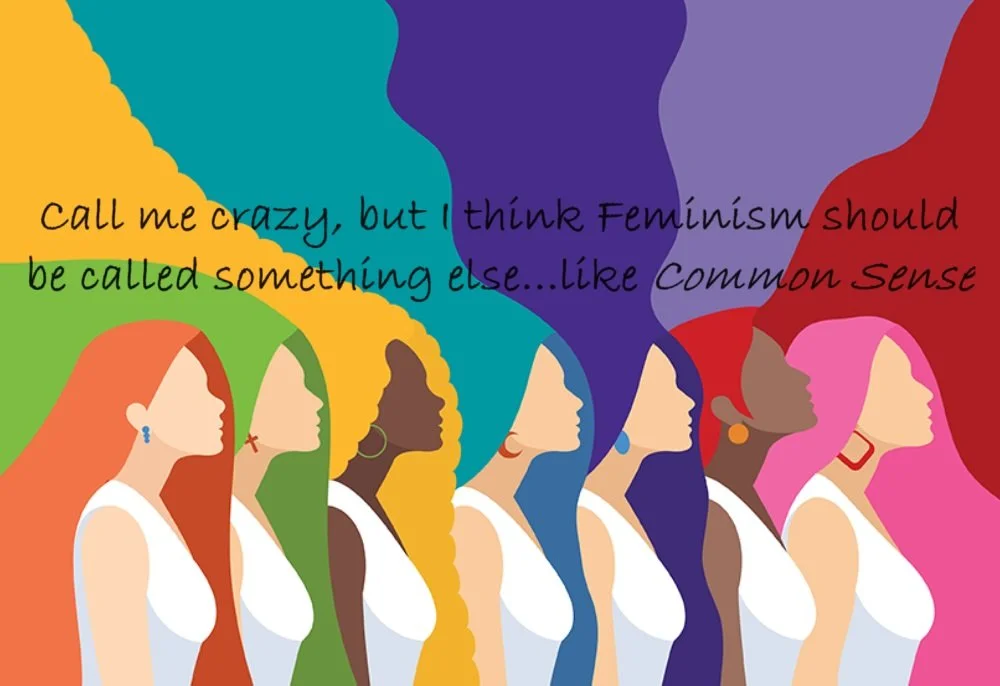 Call me crazy, but I think Feminism should
be called something else...like Common Sense